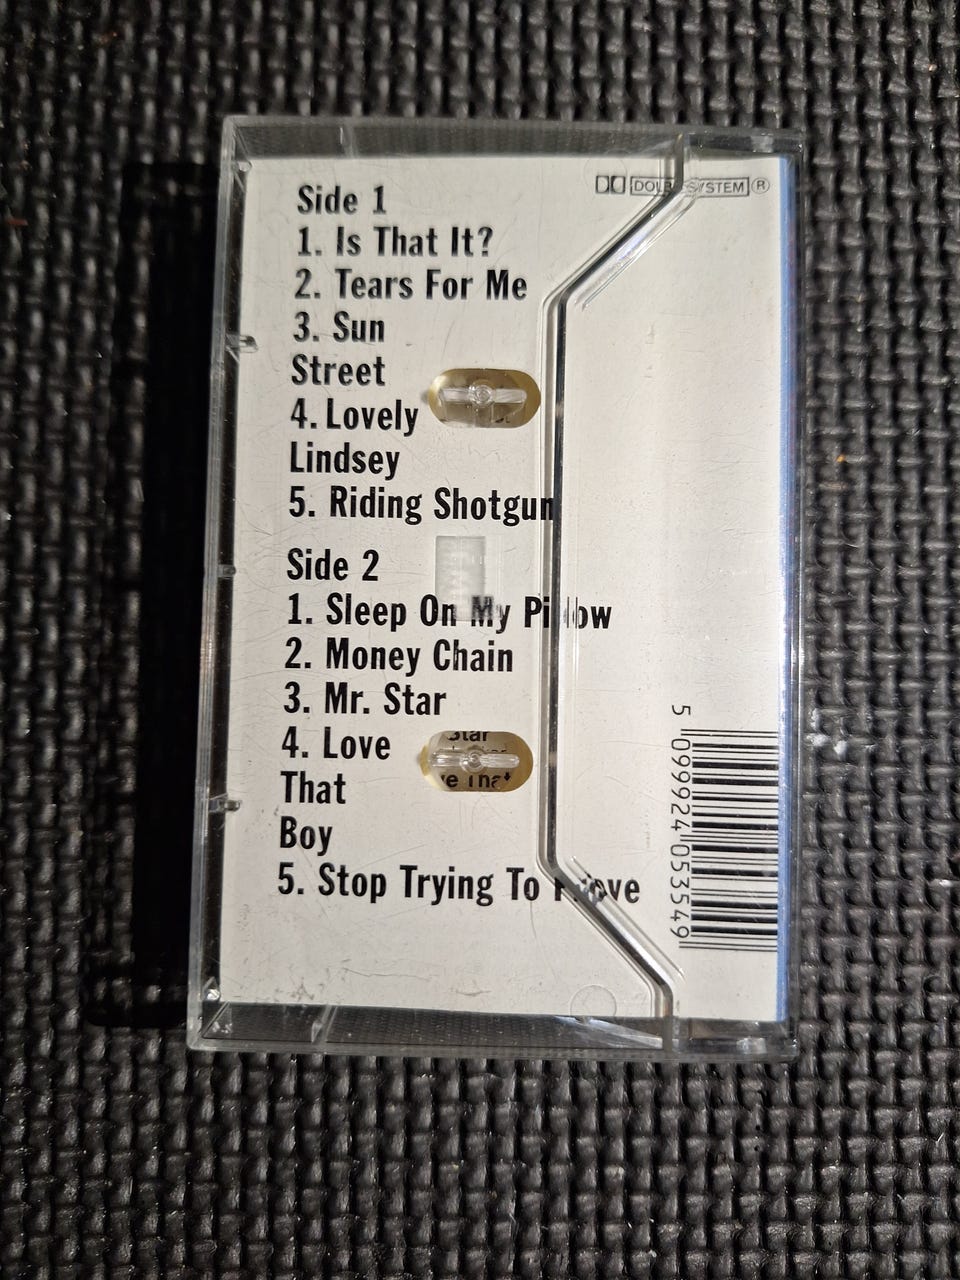 DOLBY SYSTEM ®
Side 1
1. Is That It?
2. Tears For Me
3. Sun
Street
4. Lovely
Lindsey
5. Riding Shotgun
Side 2
1. Sleep On My Pillow
2. Money Chain
3. Mr. Star
4. Love
That
Boy
5. Stop Trying To Prove
5 099924 053549
Star
That